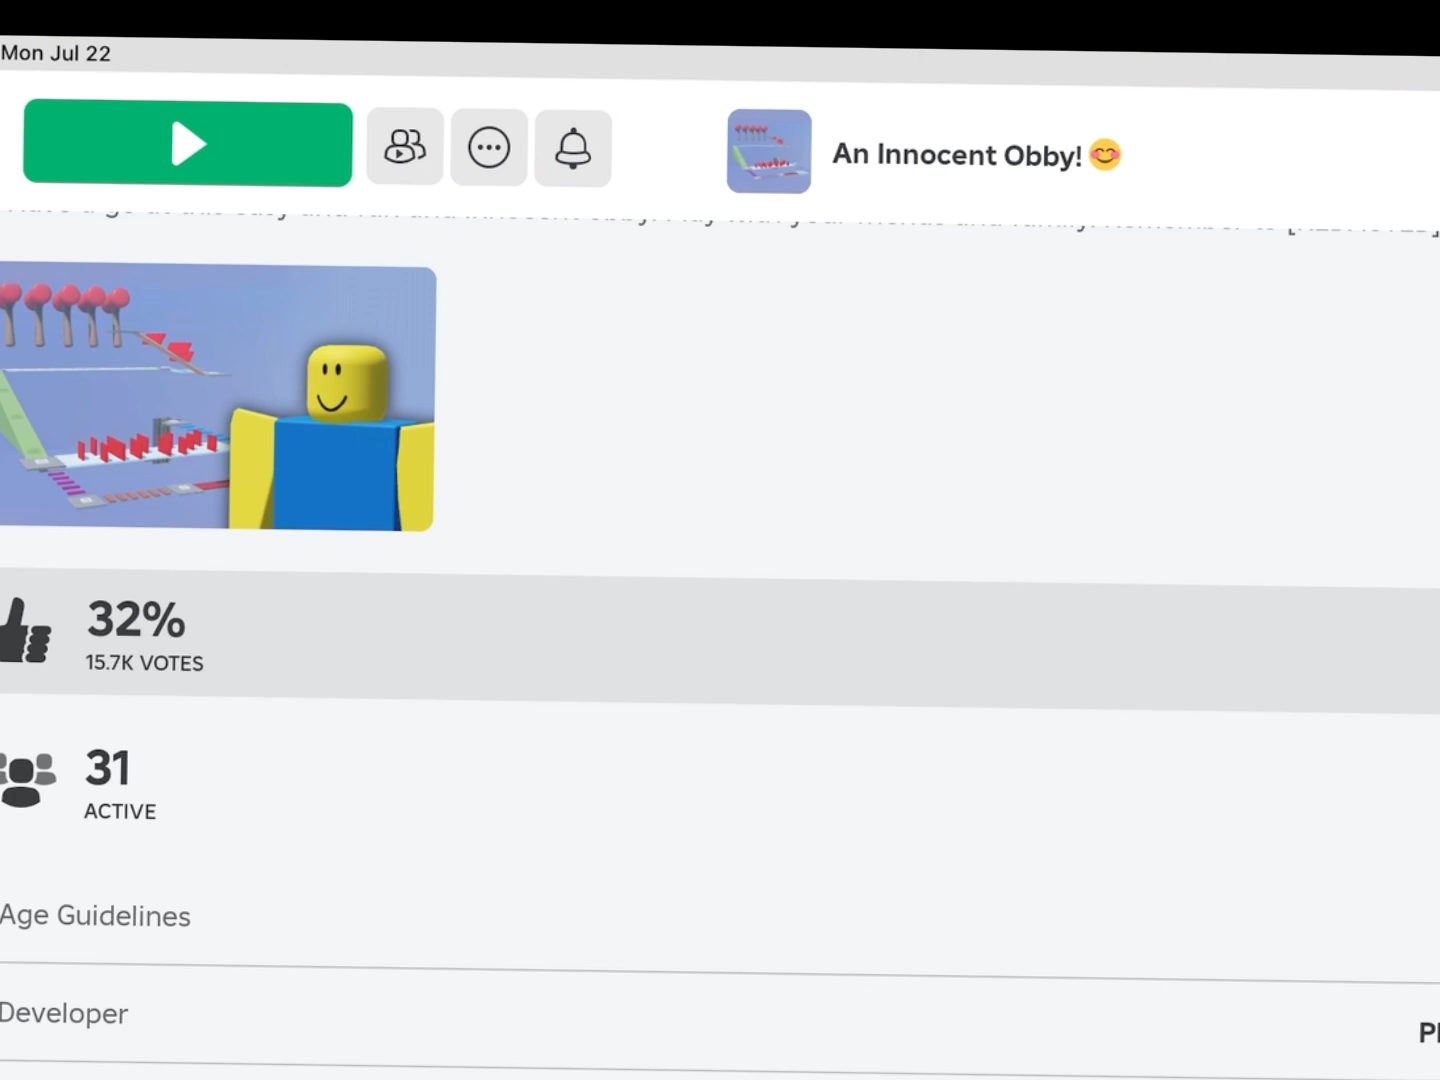 Mon Jul 22
An Innocent Obby!😊
32%
15.7K VOTES
31
ACTIVE
Age Guidelines
Developer